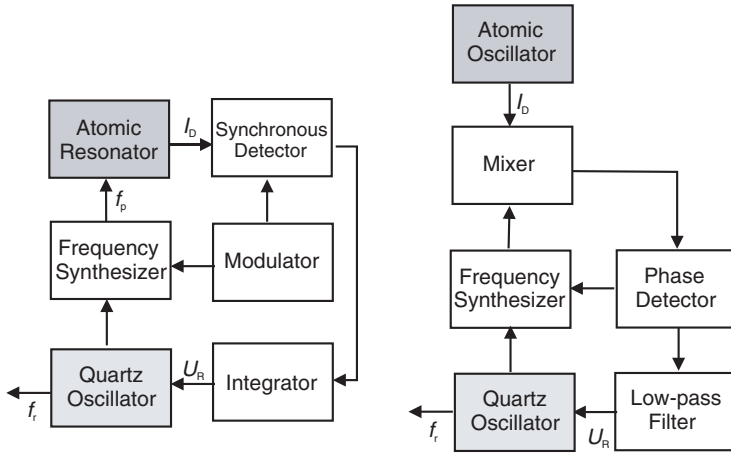 Atomic
Resonator
I_D
Synchronous
Detector
f_p
Frequency
Synthesizer
Modulator
Quartz
Oscillator
U_R
Integrator
f_r
Atomic
Oscillator
I_D
Mixer
Frequency
Synthesizer
Phase
Detector
Quartz
Oscillator
U_R
Low-pass
Filter
f_r